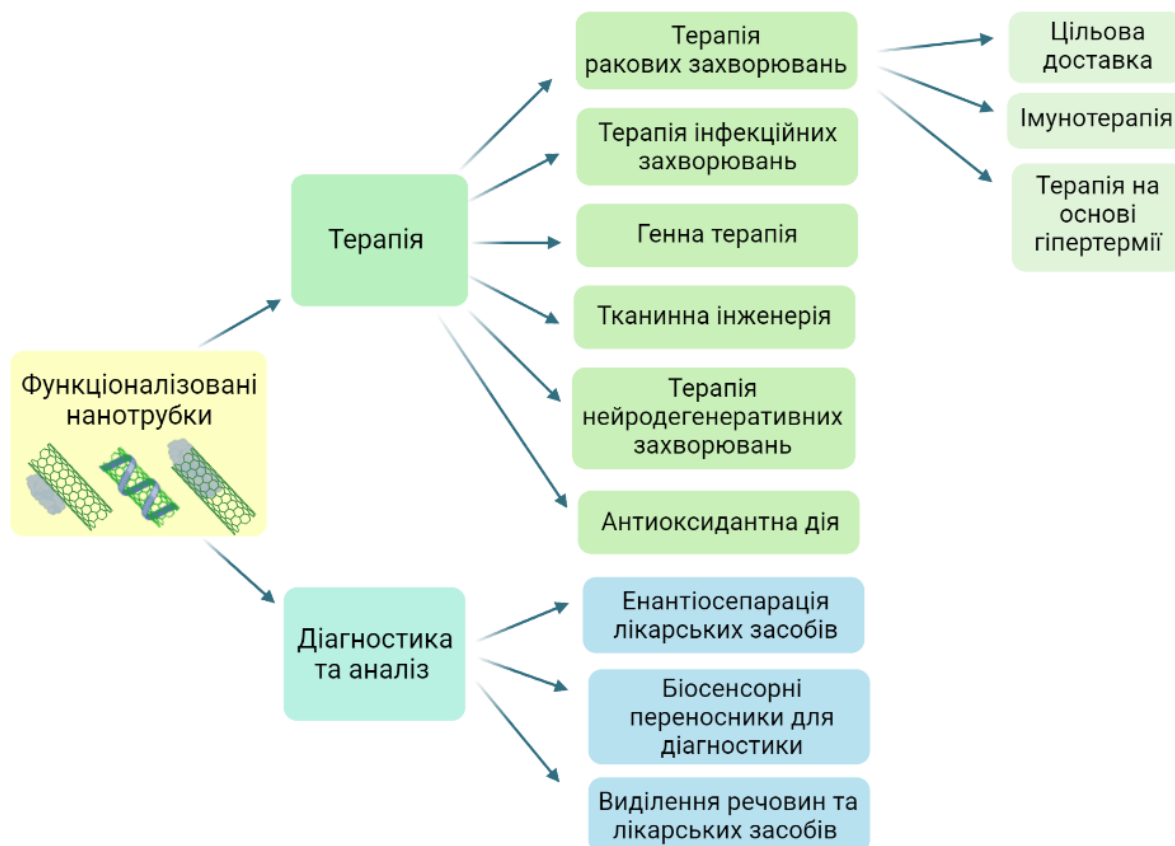 Функціоналізовані
нанотрубки
Терапія
Терапія
ракових захворювань
Цільова
доставка
Імунотерапія
Терапія на
основі
гіпертермії
Терапія інфекційних
захворювань
Генна терапія
Тканинна інженерія
Терапія
нейродегенеративних
захворювань
Антиоксидантна дія
Діагностика
та аналіз
Енантіосепарація
лікарських засобів
Біосенсорні
переносники для
діагностики
Виділення речовин та
лікарських засобів